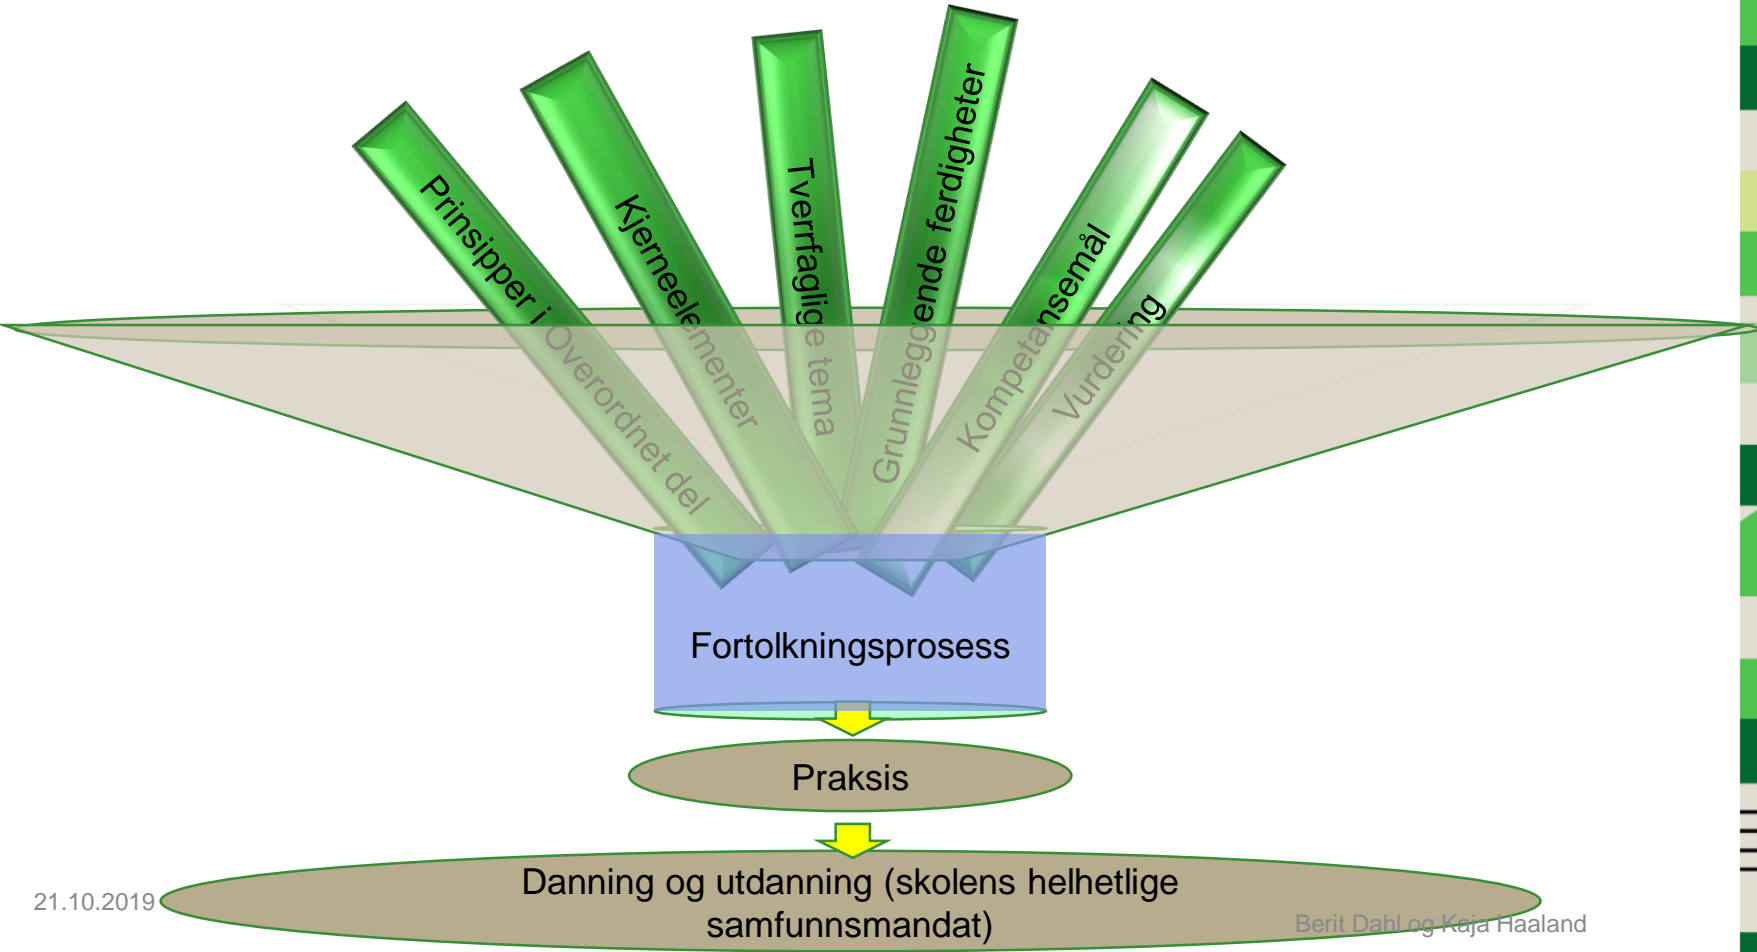 Prinsipper i Overordnet del
Kjerneelementer
Tverrfaglige tema
Grunnleggende ferdigheter
Kompetansemål
Vurdering
Fortolkningsprosess
Praksis
Danning og utdanning (skolens helhetlige
samfunnsmandat)
21.10.2019
Berit Dahl og Kaja Haaland